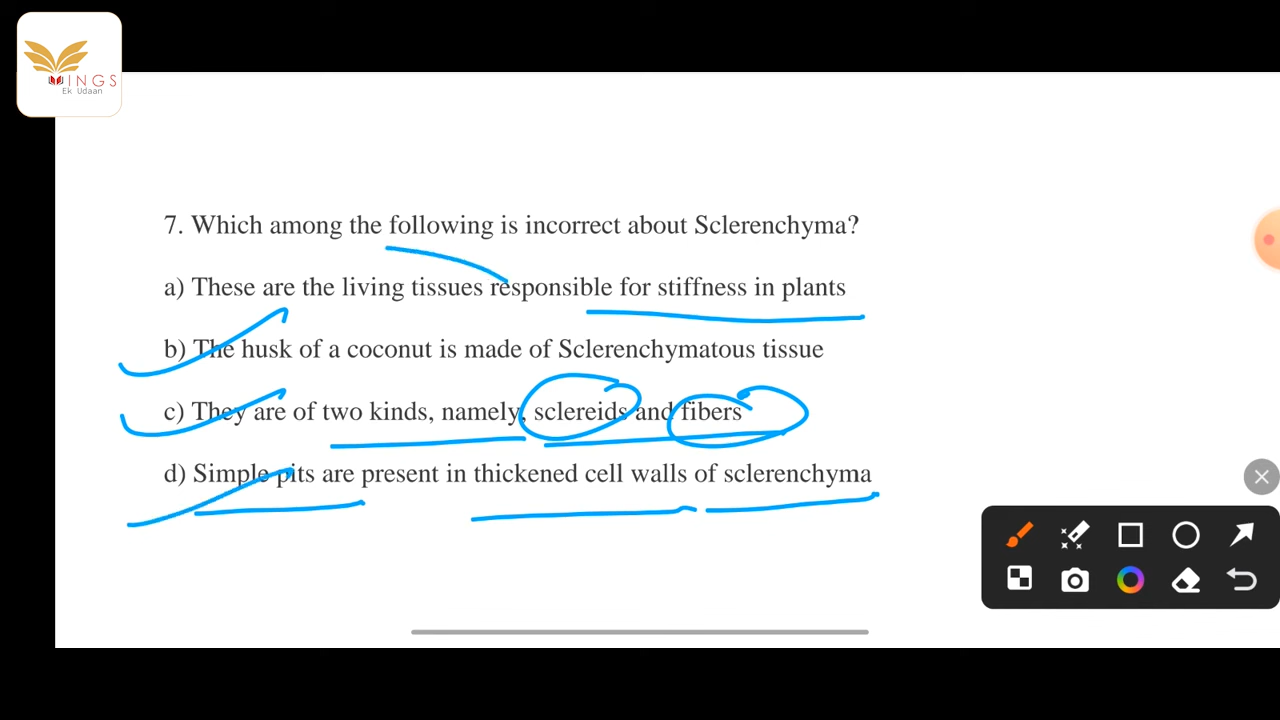 WINGS
Ek Udaan
7. Which among the following is incorrect about Sclerenchyma?
a) These are the living tissues responsible for stiffness in plants
b) The husk of a coconut is made of Sclerenchymatous tissue
c) They are of two kinds, namely, sclereids and fibers
d) Simple pits are present in thickened cell walls of sclerenchyma